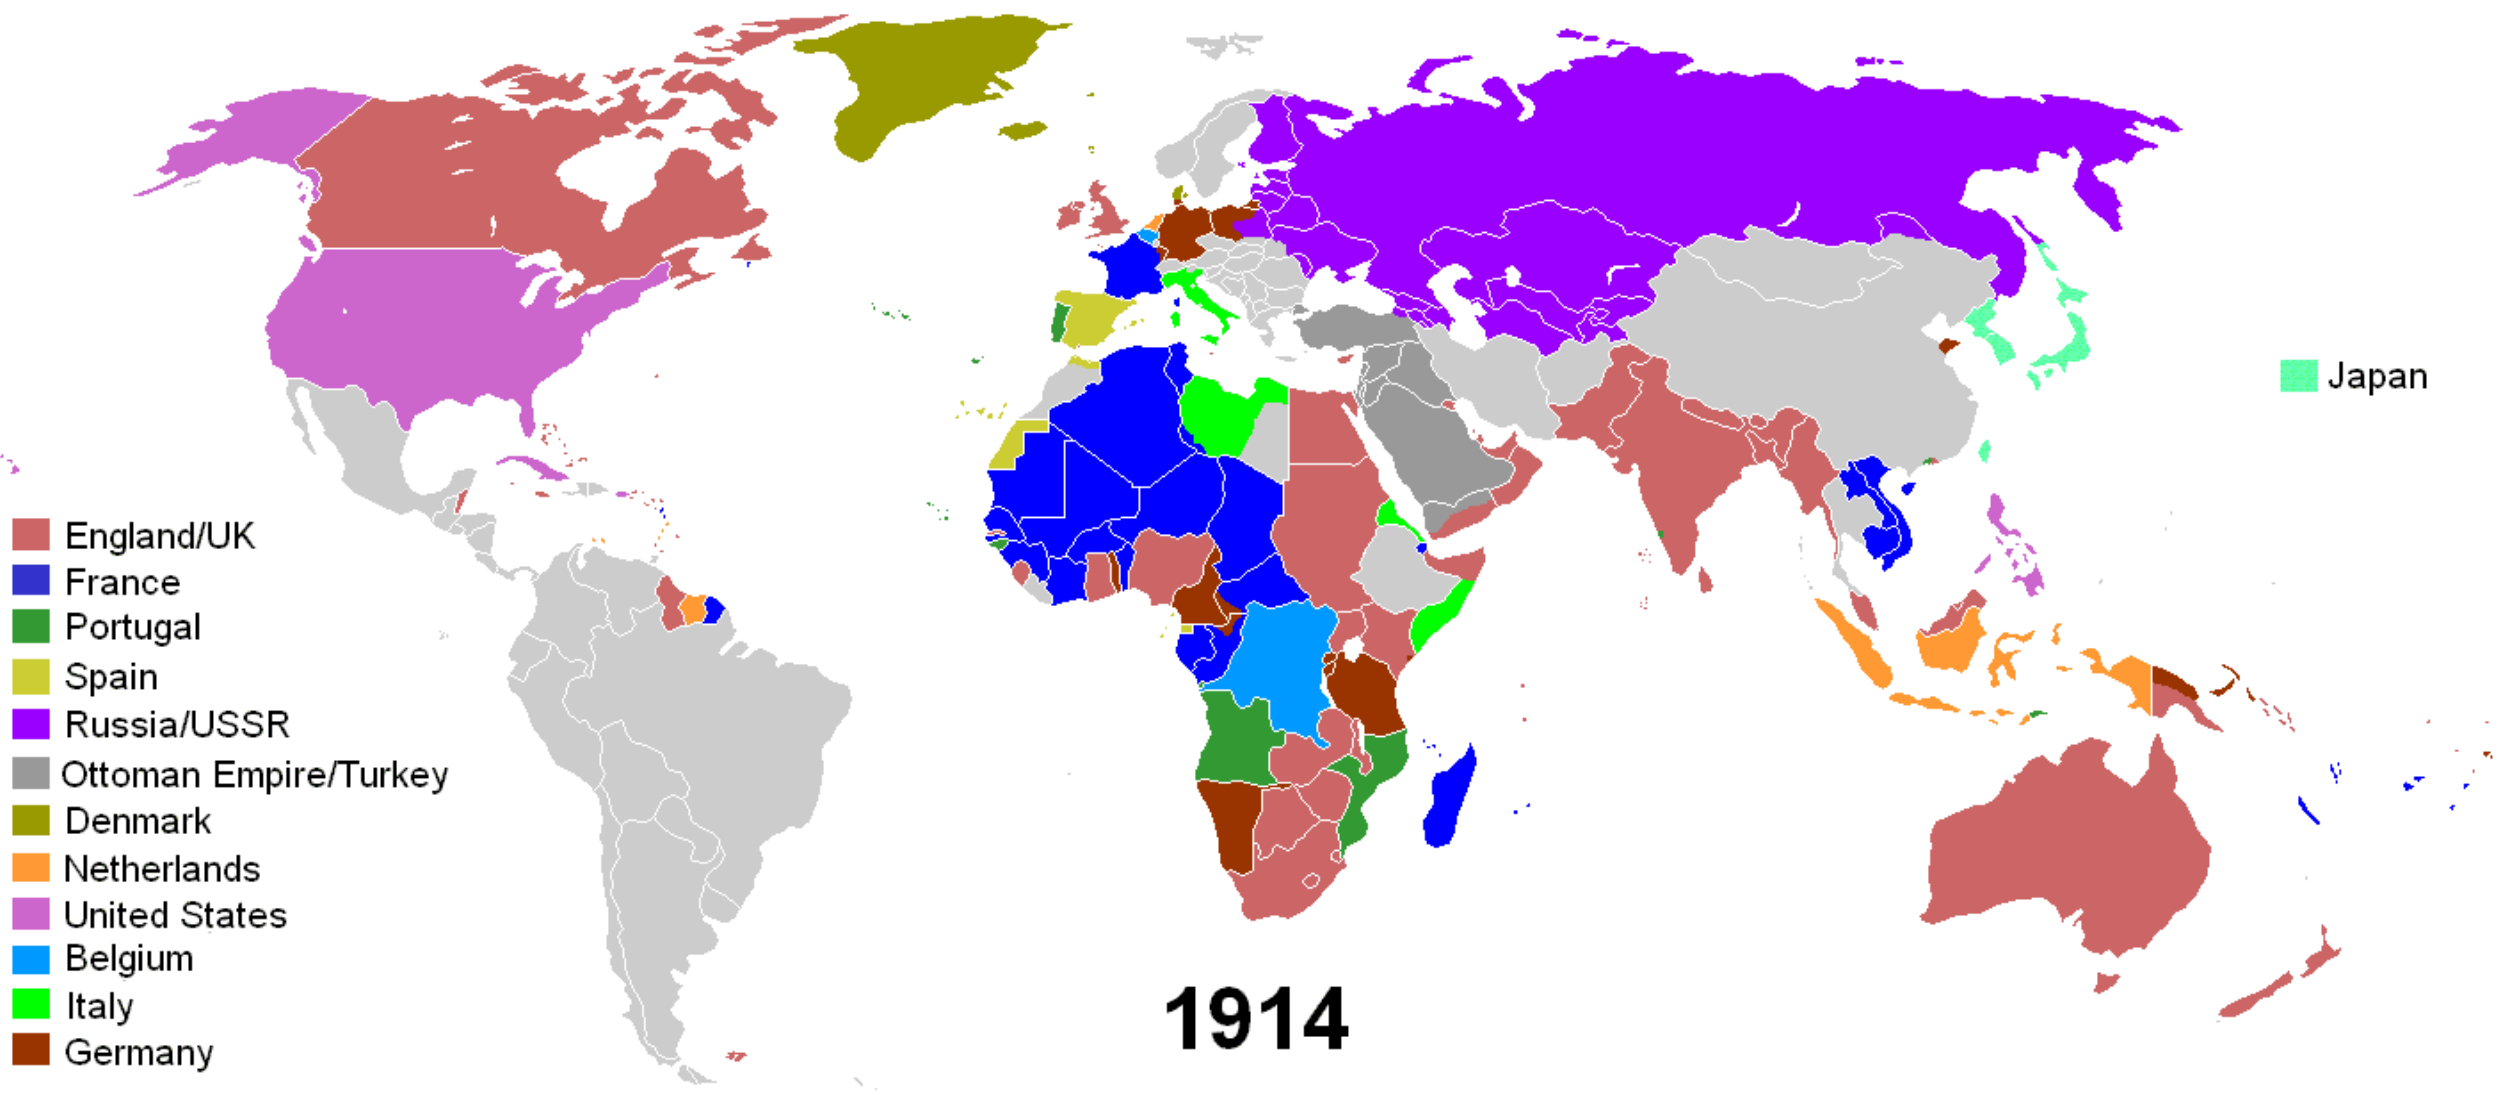 Japan
England/UK
France
Portugal
Spain
Russia/USSR
Ottoman Empire/Turkey
Denmark
Netherlands
United States
Belgium
Italy
Germany
1914